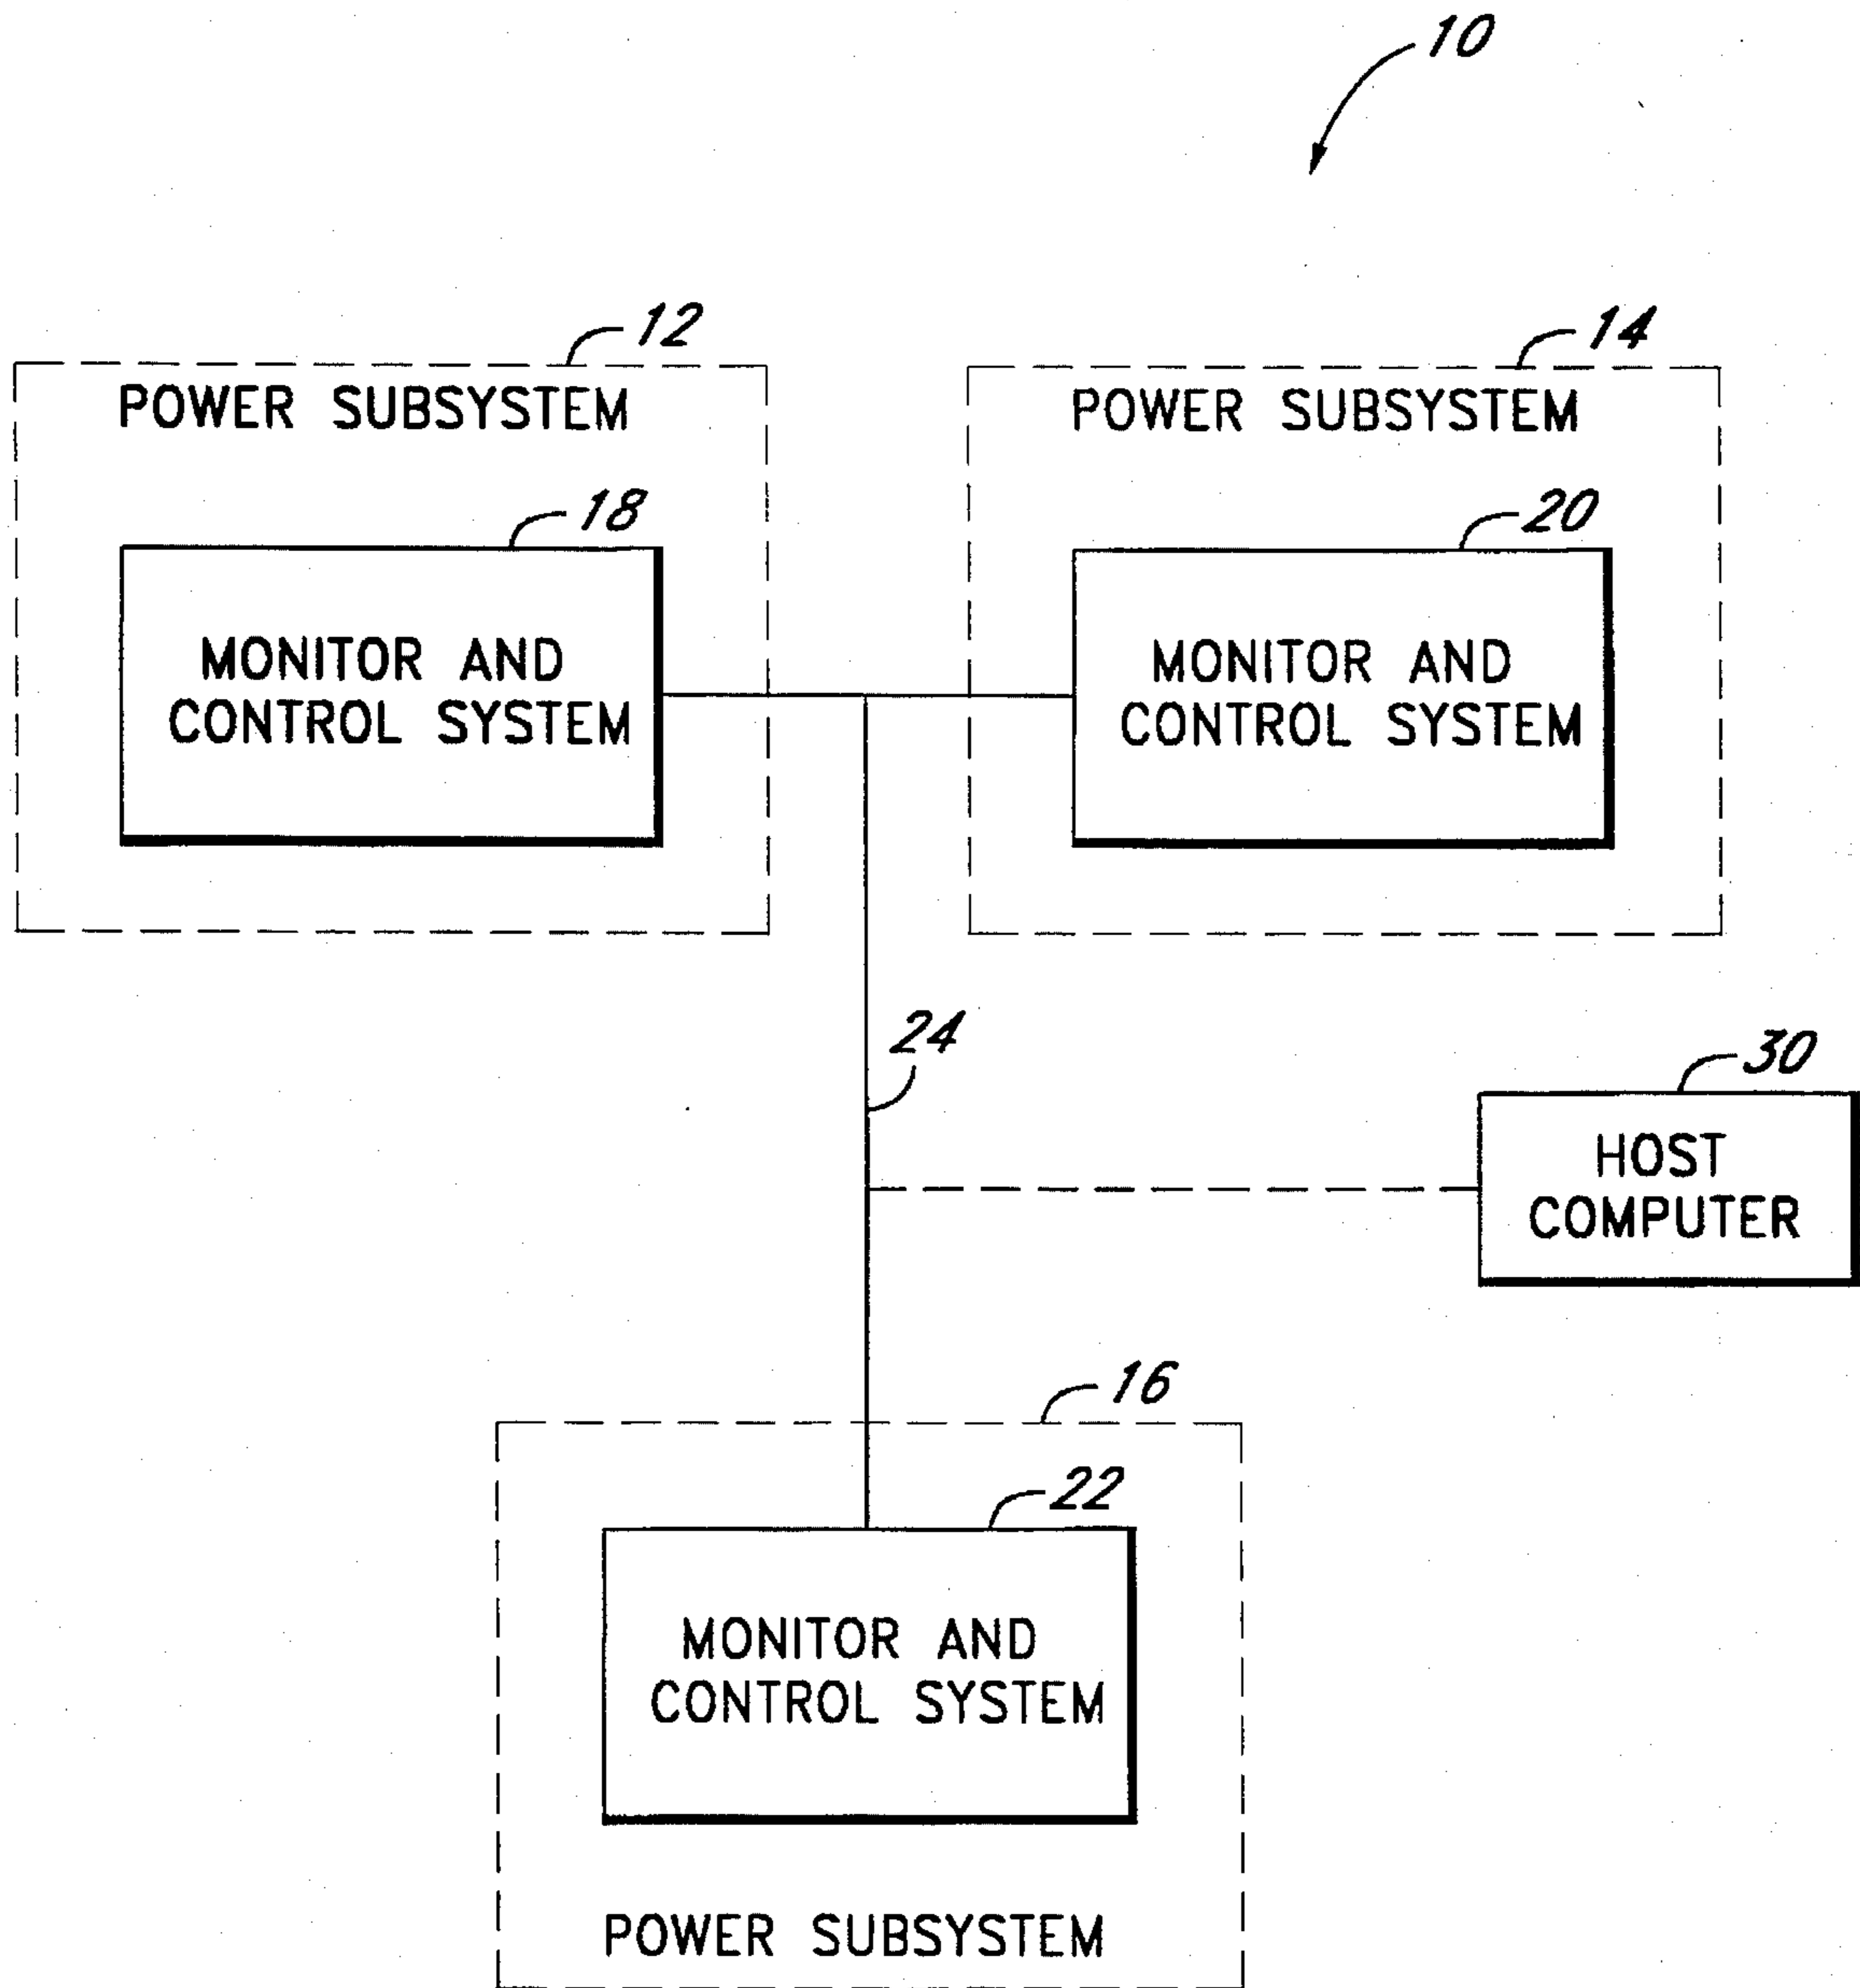 10
12
14
POWER SUBSYSTEM
POWER SUBSYSTEM
18
20
MONITOR AND
CONTROL SYSTEM
MONITOR AND
CONTROL SYSTEM
24
30
HOST
COMPUTER
16
22
MONITOR AND
CONTROL SYSTEM
POWER SUBSYSTEM